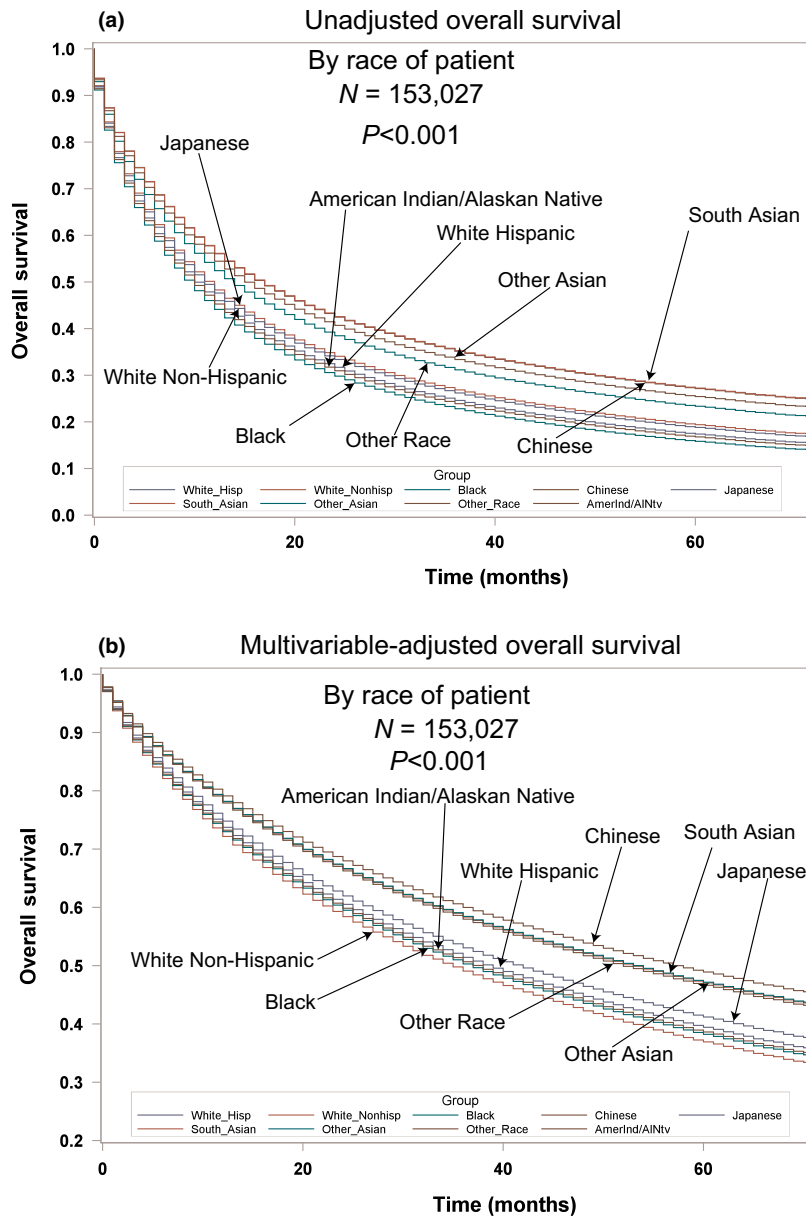 (a) Unadjusted overall survival
By race of patient
N = 153,027
P<0.001
Japanese
American Indian/Alaskan Native
White Hispanic
South Asian
Other Asian
White Non-Hispanic
Black
Other Race
Chinese
Overall survival
1.0
0.9
0.8
0.7
0.6
0.5
0.4
0.3
0.2
0.1
0.0
Group
White_Hisp White_Nonhisp Black Chinese Japanese
South_Asian Other_Asian Other_Race AmerInd/AlNtv
0 20 40 60
Time (months)
(b) Multivariable-adjusted overall survival
By race of patient
N = 153,027
P<0.001
American Indian/Alaskan Native
Chinese
South Asian
White Hispanic
Japanese
White Non-Hispanic
Black
Other Race
Other Asian
Overall survival
1.0
0.9
0.8
0.7
0.6
0.5
0.4
0.3
0.2
Group
White_Hisp White_Nonhisp Black Chinese Japanese
South_Asian Other_Asian Other_Race AmerInd/AlNtv
0 20 40 60
Time (months)